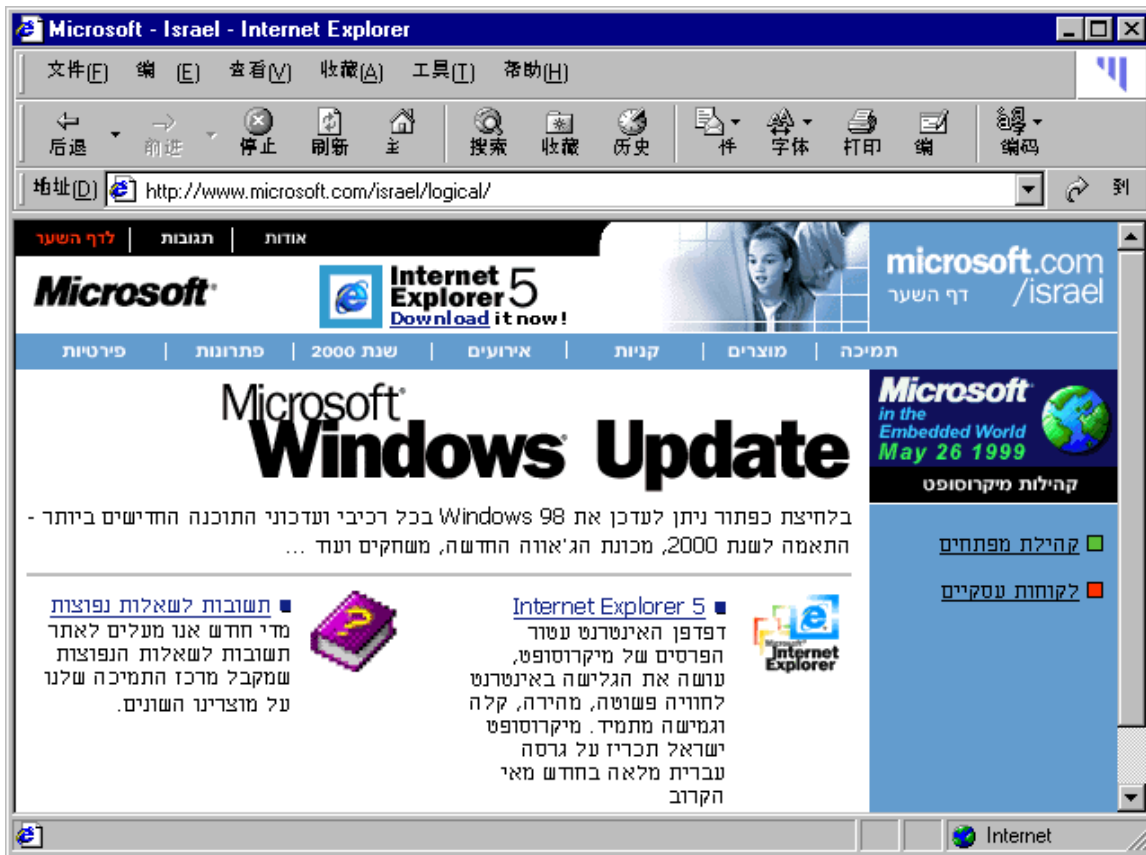 Microsoft - Israel - Internet Explorer
文件(F) 编 (E) 查看(V) 收藏(A) 工具(T) 帮助(H)
后退 前进 停止 刷新 主 搜索 收藏 历史 件 字体 打印 编 编码
地址(D) http://www.microsoft.com/israel/logical/ 到
אודות | תגובות | לדף השער
microsoft.com
/israel
דף השער
Microsoft
Internet
Explorer 5
Download it now!
תמיכה | מוצרים | קניות | אירועים | שנת 2000 | פתרונות | פרטיות
Microsoft
in the
Embedded World
May 26 1999
קהילות מיקרוסופט
קהילת מפתחים
לקוחות עסקיים
Microsoft
Windows Update
בלחיצת כפתור ניתן לעדכן את Windows 98 בכל רכיבי ועדכוני התוכנה החדישים ביותר -
התאמה לשנת 2000, מכונת הג'אווה החדשה, משחקים ועוד ...
Microsoft
Internet
Explorer
Internet Explorer 5
דפדפן האינטרנט עטור
הפרסים של מיקרוסופט,
עושה את הגלישה באינטרנט
לחוויה פשוטה, מהירה, קלה
וגמישה מתמיד. מיקרוסופט
ישראל תכריז על גרסה
עברית מלאה בחודש מאי
הקרוב
תשובות לשאלות נפוצות
מדי חודש אנו מעלים לאתר
תשובות לשאלות הנפוצות
שמקבל מרכז התמיכה שלנו
על מוצרינו השונים.
Internet